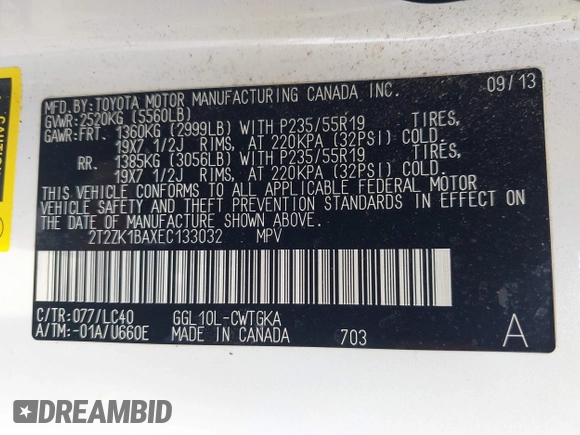 MFD.BY:TOYOTA MOTOR MANUFACTURING CANADA INC. 09/13
GVWR:2520KG (5560LB)
GAWR:FRT. 1360KG (2999LB) WITH P235/55R19 TIRES,
19X7 1/2J RIMS, AT 220KPA (32PSI) COLD.
RR. 1385KG (3056LB) WITH P235/55R19 TIRES,
19X7 1/2J RIMS, AT 220KPA (32PSI) COLD.
THIS VEHICLE CONFORMS TO ALL APPLICABLE FEDERAL MOTOR
VEHICLE SAFETY AND THEFT PREVENTION STANDARDS IN EFFECT ON
THE DATE OF MANUFACTURE SHOWN ABOVE.
2T2ZK1BAXEC133032 MPV
C/TR:077/LC40 GGL10L-CWTGKA
A/TM:-01A/U660E MADE IN CANADA 703 A
DREAMBID